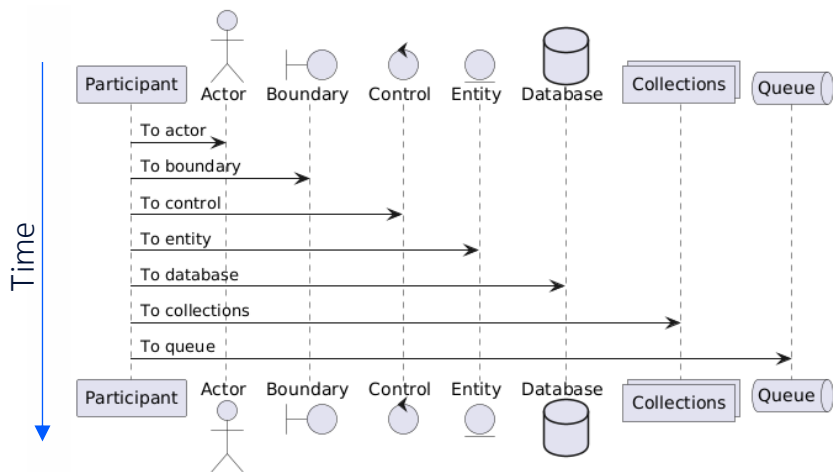 Participant
Actor
Boundary
Control
Entity
Database
Collections
Queue
To actor
To boundary
To control
To entity
To database
To collections
To queue
Time
Participant
Actor
Boundary
Control
Entity
Database
Collections
Queue